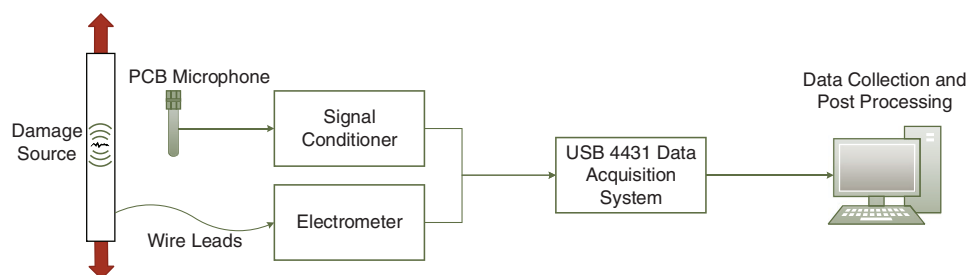 Damage
Source
PCB Microphone
Signal
Conditioner
Wire Leads
Electrometer
USB 4431 Data
Acquisition
System
Data Collection and
Post Processing